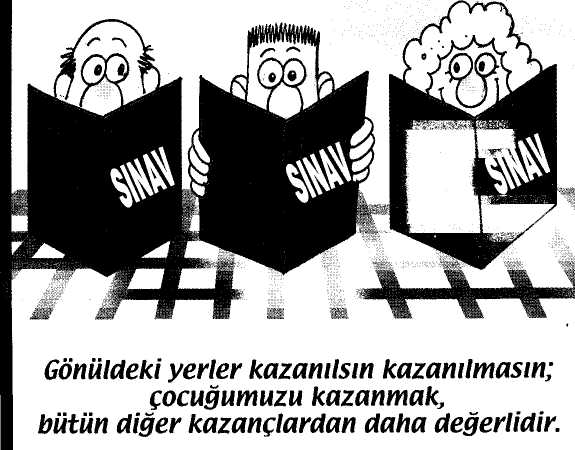 SINAV
SINAV
SINAV
Gönüldeki yerler kazanılsın kazanılmasın;
çocuğumuzu kazanmak,
bütün diğer kazançlardan daha değerlidir.